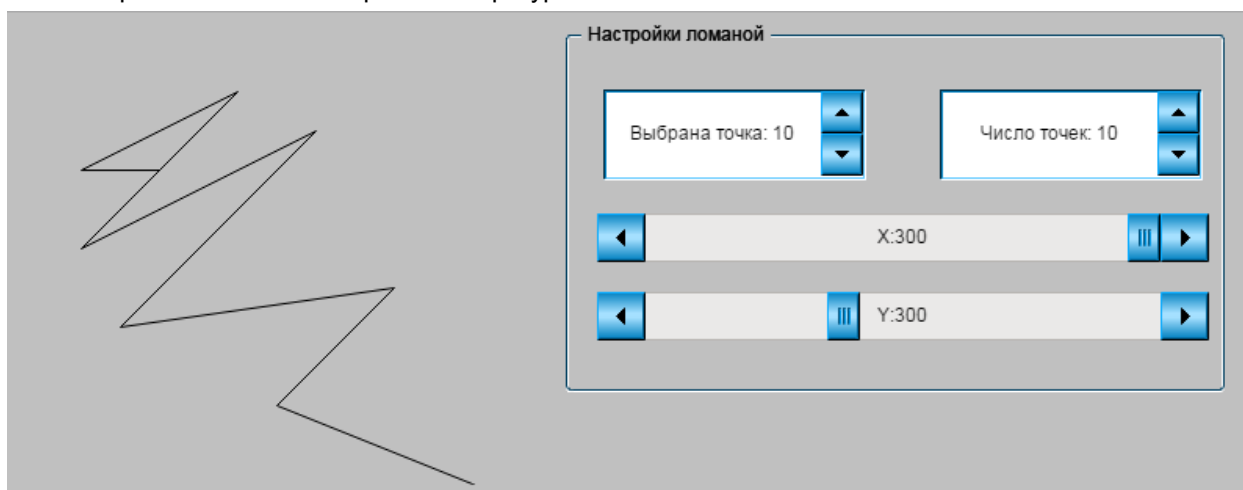 Настройки ломаной
Выбрана точка: 10
Число точек: 10
X:300
Y:300